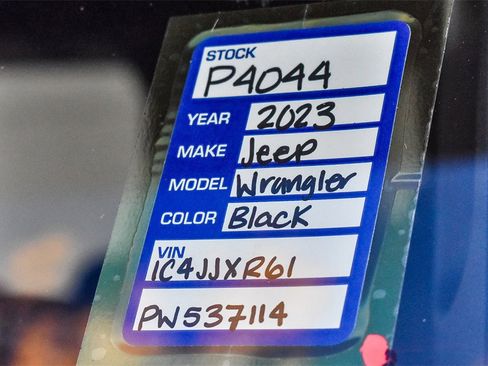 STOCK
P4044
YEAR 2023
MAKE Jeep
MODEL Wrangler
COLOR Black
VIN
1C4JJXR61
PW537114